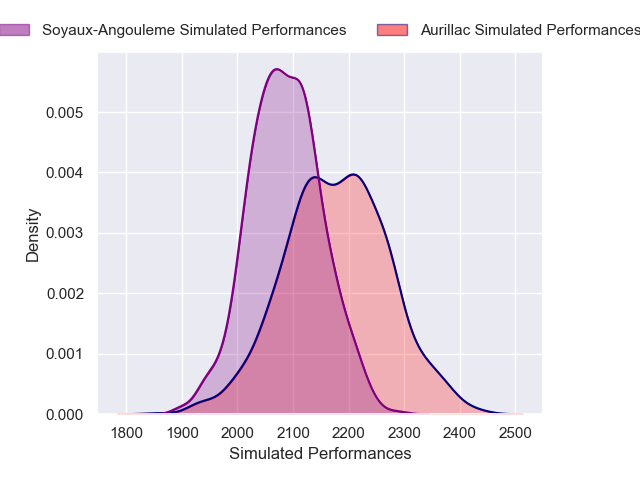 Soyaux-Angouleme Simulated Performances Aurillac Simulated Performances
0.005
0.004
0.003
0.002
0.001
0.000
Density
1800 1900 2000 2100 2200 2300 2400 2500
Simulated Performances